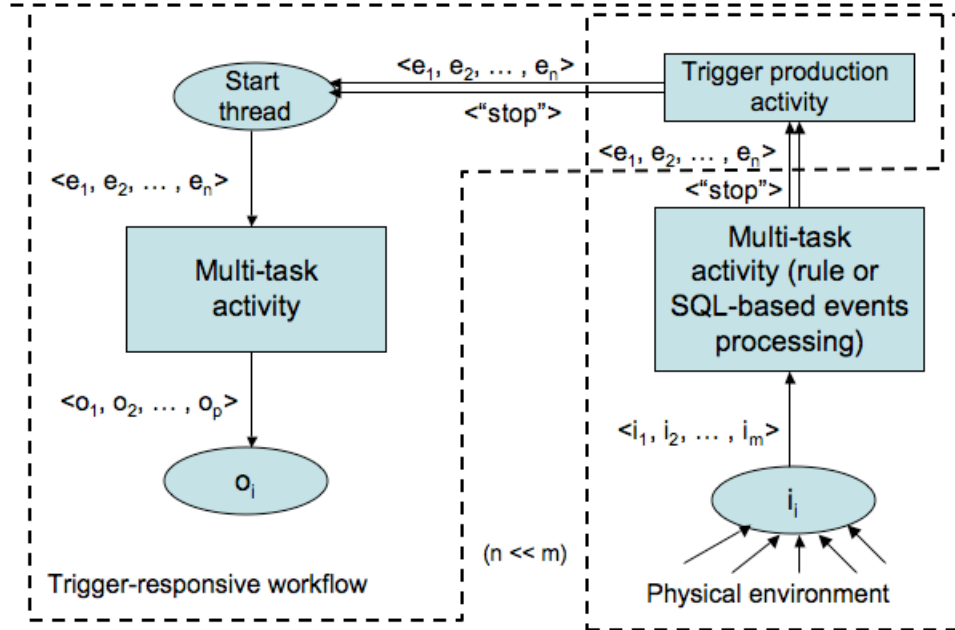 <e1, e2, … , en>
<“stop”>
Start
thread
Trigger production
activity
<e1, e2, … , en>
<“stop”>
<e1, e2, … , en>
Multi-task
activity
Multi-task
activity (rule or
SQL-based events
processing)
<o1, o2, … , op>
<i1, i2, … , im>
oi
ii
(n << m)
Trigger-responsive workflow
Physical environment